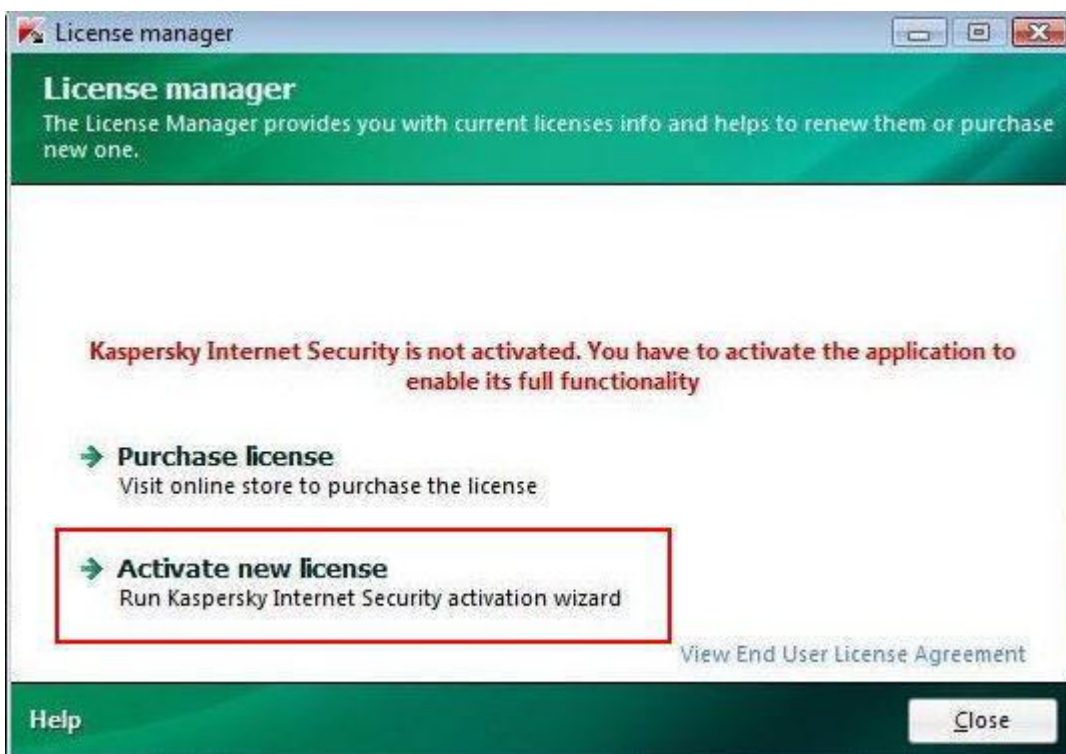 License manager
License manager
The License Manager provides you with current licenses info and helps to renew them or purchase
new one.
Kaspersky Internet Security is not activated. You have to activate the application to
enable its full functionality
Purchase license
Visit online store to purchase the license
Activate new license
Run Kaspersky Internet Security activation wizard
View End User License Agreement
Help
Close